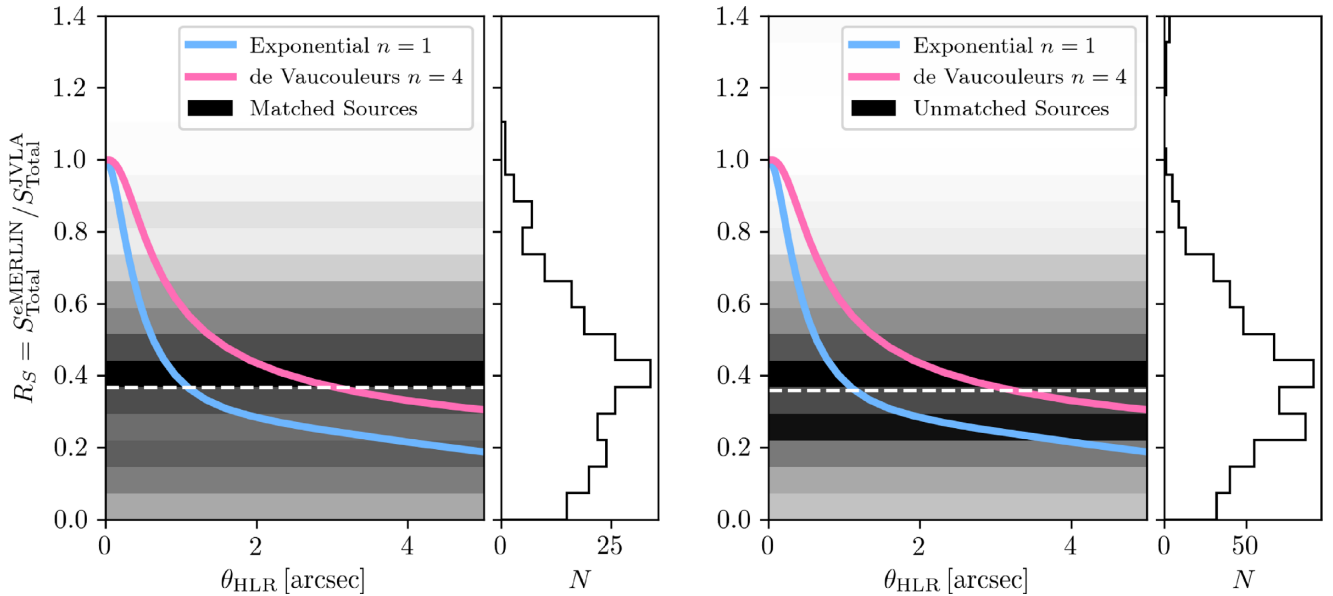 R_S = S^{eMERLIN}_{Total} / S^{JVLA}_{Total}
1.4
1.2
1.0
0.8
0.6
0.4
0.2
0.0
Exponential n = 1
de Vaucouleurs n = 4
Matched Sources
0 2 4
θ_HLR [arcsec]
25
N
1.4
1.2
1.0
0.8
0.6
0.4
0.2
0.0
Exponential n = 1
de Vaucouleurs n = 4
Unmatched Sources
0 2 4
θ_HLR [arcsec]
0 50
N